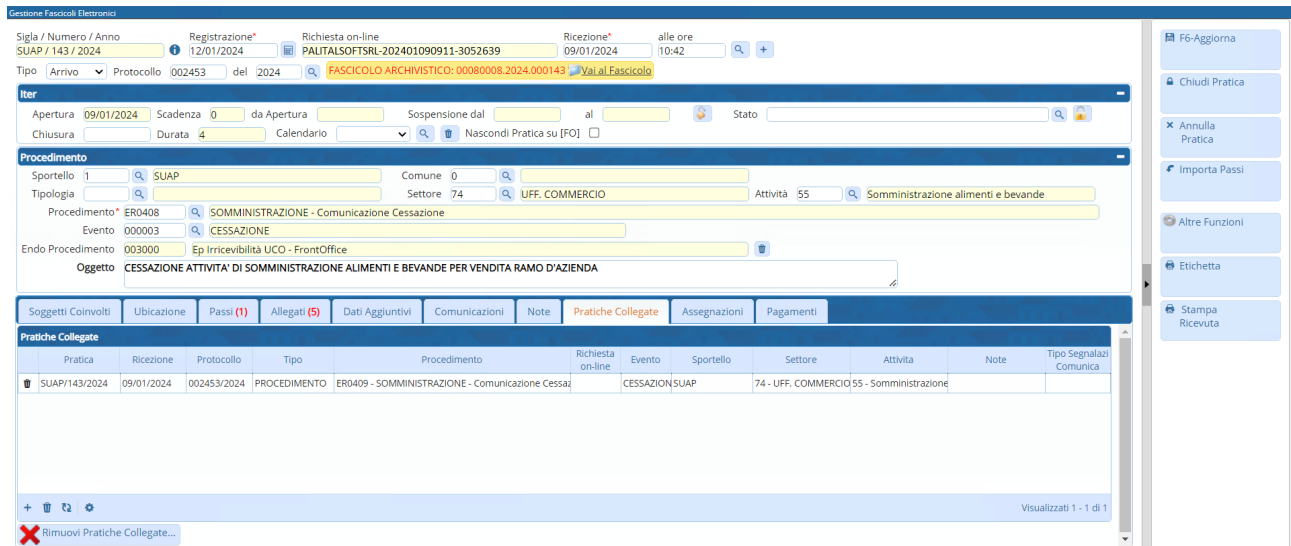 Gestione Fascicoli Elettronici
Sigla / Numero / Anno Registrazione* Richiesta on-line Ricezione* alle ore
SUAP / 143 / 2024 12/01/2024 PALITALSOFTSRL-202401090911-3052639 09/01/2024 10:42
Tipo Arrivo Protocollo 002453 del 2024 FASCICOLO ARCHIVISTICO: 00080008.2024.000143 Vai al Fascicolo
Iter
Apertura 09/01/2024 Scadenza 0 da Apertura Sospensione dal al Stato
Chiusura Durata 4 Calendario Nascondi Pratica su [FO]
Procedimento
Sportello 1 SUAP Comune 0
Tipologia Settore 74 UFF. COMMERCIO Attività 55 Somministrazione alimenti e bevande
Procedimento* ER0408 SOMMINISTRAZIONE - Comunicazione Cessazione
Evento 000003 CESSAZIONE
Endo Procedimento 003000 Ep Irricevibilità UCO - FrontOffice
Oggetto CESSAZIONE ATTIVITA' DI SOMMINISTRAZIONE ALIMENTI E BEVANDE PER VENDITA RAMO D'AZIENDA
Soggetti Coinvolti Ubicazione Passi (1) Allegati (5) Dati Aggiuntivi Comunicazioni Note Pratiche Collegate Assegnazioni Pagamenti
Pratiche Collegate
Pratica Ricezione Protocollo Tipo Procedimento Richiesta on-line Evento Sportello Settore Attivita Note Tipo Segnalazi Comunica
SUAP/143/2024 09/01/2024 002453/2024 PROCEDIMENTO ER0409 - SOMMINISTRAZIONE - Comunicazione Cessaz CESSAZION SUAP 74 - UFF. COMMERCIO 55 - Somministrazione
Visualizzati 1 - 1 di 1
Rimuovi Pratiche Collegate...
F6-Aggiorna
Chiudi Pratica
Annulla
Pratica
Importa Passi
Altre Funzioni
Etichetta
Stampa
Ricevuta